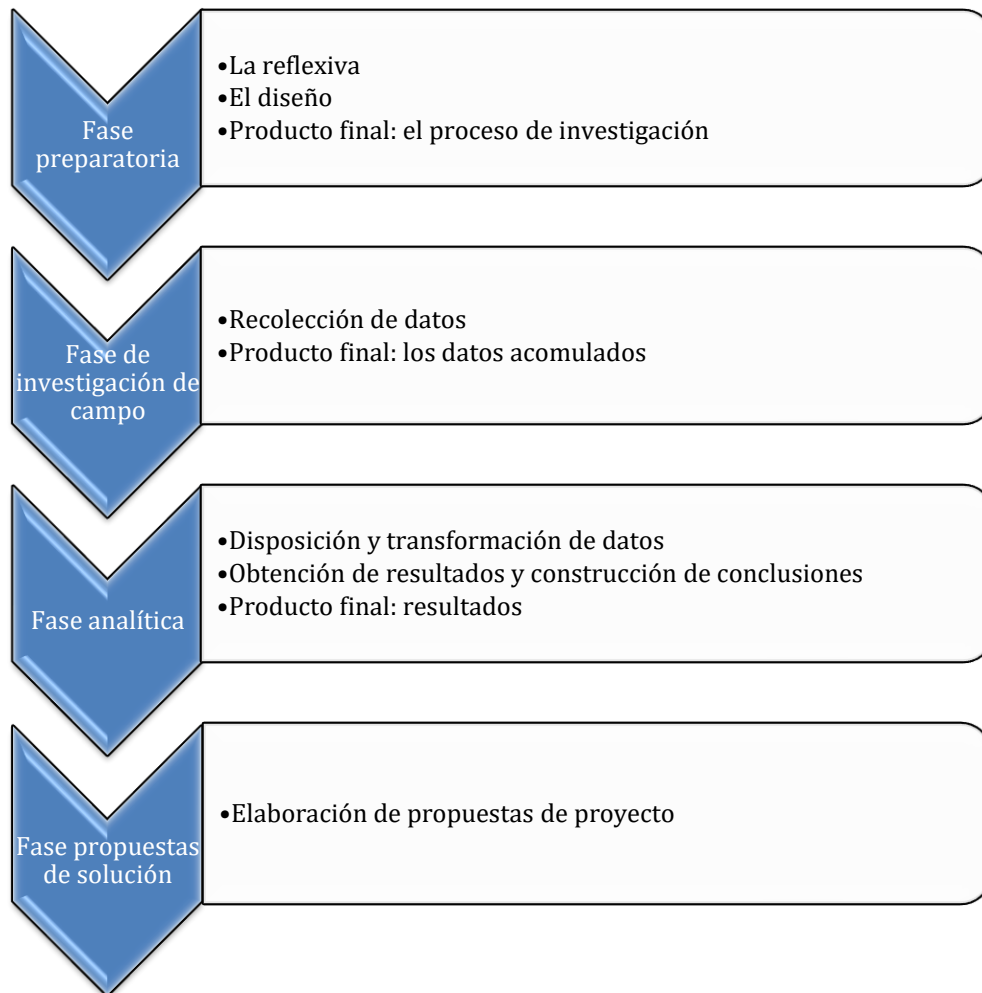 Fase
preparatoria
•La reflexiva
•El diseño
•Producto final: el proceso de investigación
Fase de
investigación de
campo
•Recolección de datos
•Producto final: los datos acomulados
Fase analítica
•Disposición y transformación de datos
•Obtención de resultados y construcción de conclusiones
•Producto final: resultados
Fase propuestas
de solución
•Elaboración de propuestas de proyecto